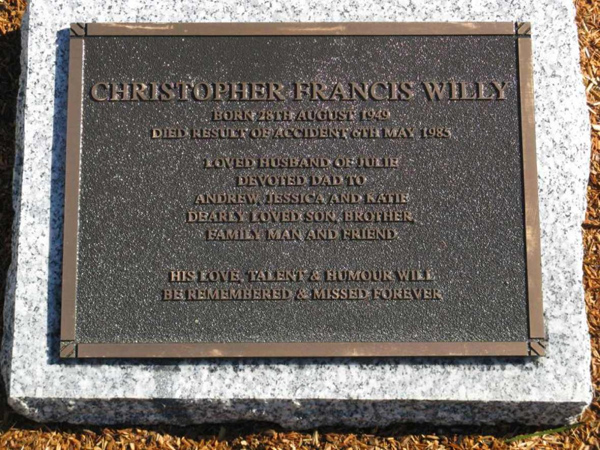 CHRISTOPHER FRANCIS WILLY
BORN 28TH AUGUST 1949
DIED RESULT OF ACCIDENT 6TH MAY 1985
LOVED HUSBAND OF JULIE
DEVOTED DAD TO
ANDREW, JESSICA AND KATIE
DEARLY LOVED SON, BROTHER,
FAMILY MAN AND FRIEND
HIS LOVE, TALENT & HUMOUR WILL
BE REMEMBERED & MISSED FOREVER